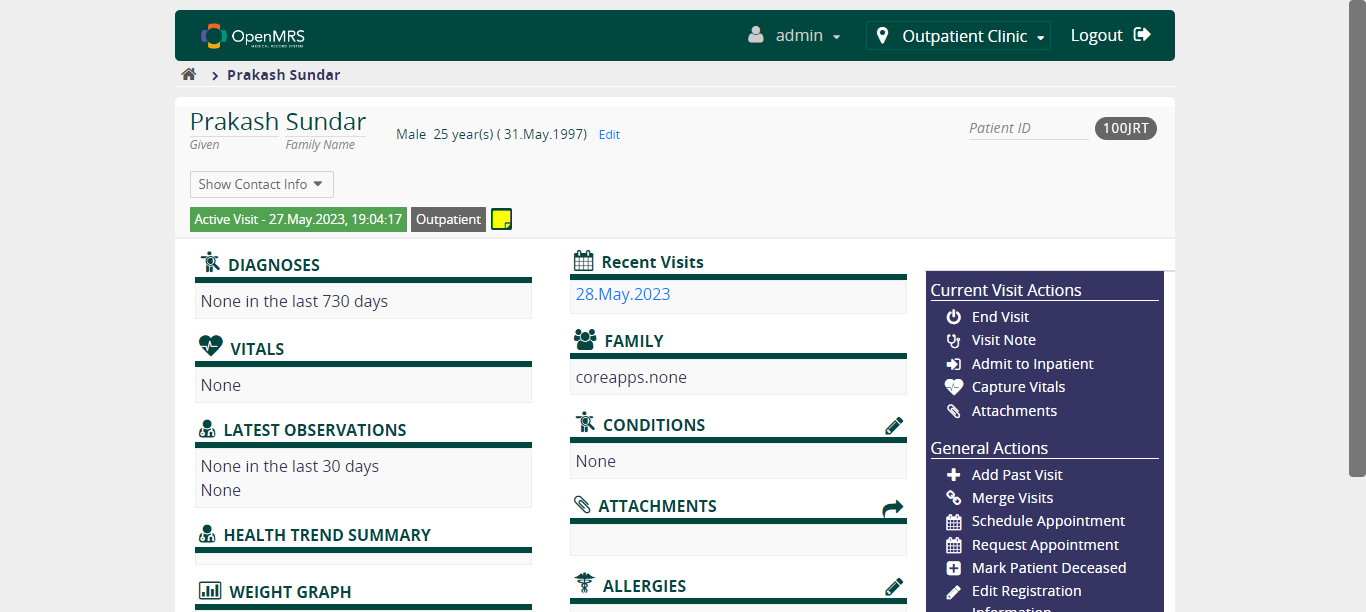 OpenMRS
MEDICAL RECORD SYSTEM
admin
Outpatient Clinic
Logout
Prakash Sundar
Prakash Sundar
Given Family Name
Male 25 year(s) ( 31.May.1997) Edit
Patient ID 100JRT
Show Contact Info
Active Visit - 27.May.2023, 19:04:17 Outpatient
DIAGNOSES
None in the last 730 days
VITALS
None
LATEST OBSERVATIONS
None in the last 30 days
None
HEALTH TREND SUMMARY
WEIGHT GRAPH
Recent Visits
28.May.2023
FAMILY
coreapps.none
CONDITIONS
None
ATTACHMENTS
ALLERGIES
Current Visit Actions
End Visit
Visit Note
Admit to Inpatient
Capture Vitals
Attachments
General Actions
Add Past Visit
Merge Visits
Schedule Appointment
Request Appointment
Mark Patient Deceased
Edit Registration
Information